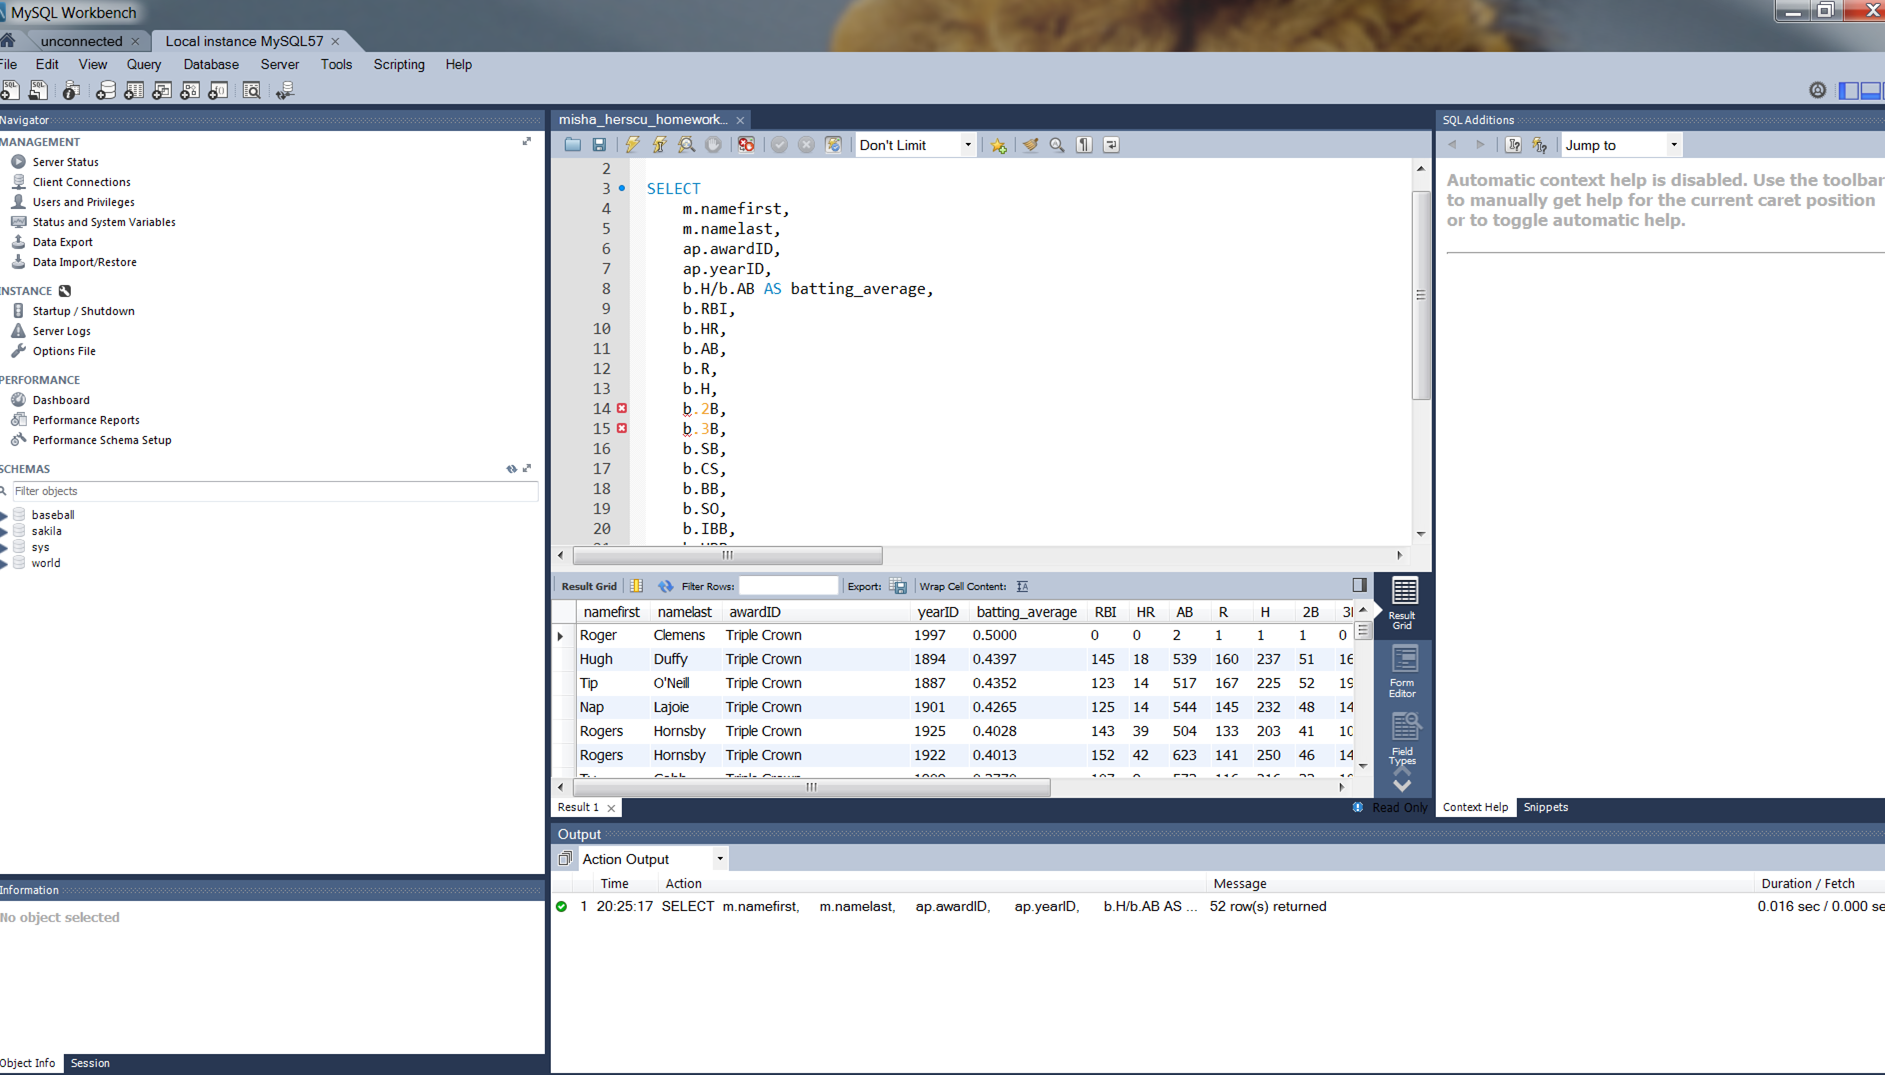 MySQL Workbench
unconnected
Local instance MySQL57
File Edit View Query Database Server Tools Scripting Help
Navigator
MANAGEMENT
Server Status
Client Connections
Users and Privileges
Status and System Variables
Data Export
Data Import/Restore
INSTANCE
Startup / Shutdown
Server Logs
Options File
PERFORMANCE
Dashboard
Performance Reports
Performance Schema Setup
SCHEMAS
Filter objects
baseball
sakila
sys
world
Information
No object selected
Object Info Session
misha_herscu_homework...
Don't Limit
2
3 SELECT
4 m.namefirst,
5 m.namelast,
6 ap.awardID,
7 ap.yearID,
8 b.H/b.AB AS batting_average,
9 b.RBI,
10 b.HR,
11 b.AB,
12 b.R,
13 b.H,
14 b.2B,
15 b.3B,
16 b.SB,
17 b.CS,
18 b.BB,
19 b.SO,
20 b.IBB,
Result Grid Filter Rows: Export: Wrap Cell Content:
namefirst namelast awardID yearID batting_average RBI HR AB R H 2B
Roger Clemens Triple Crown 1997 0.5000 0 0 2 1 1 1 0
Hugh Duffy Triple Crown 1894 0.4397 145 18 539 160 237 51 16
Tip O'Neill Triple Crown 1887 0.4352 123 14 517 167 225 52 19
Nap Lajoie Triple Crown 1901 0.4265 125 14 544 145 232 48 14
Rogers Hornsby Triple Crown 1925 0.4028 143 39 504 133 203 41 10
Rogers Hornsby Triple Crown 1922 0.4013 152 42 623 141 250 46 14
Result Grid
Form Editor
Field Types
Result 1
Read Only
SQL Additions
Jump to
Automatic context help is disabled. Use the toolbar
to manually get help for the current caret position
or to toggle automatic help.
Context Help Snippets
Output
Action Output
Time Action Message Duration / Fetch
1 20:25:17 SELECT m.namefirst, m.namelast, ap.awardID, ap.yearID, b.H/b.AB AS ... 52 row(s) returned 0.016 sec / 0.000 se